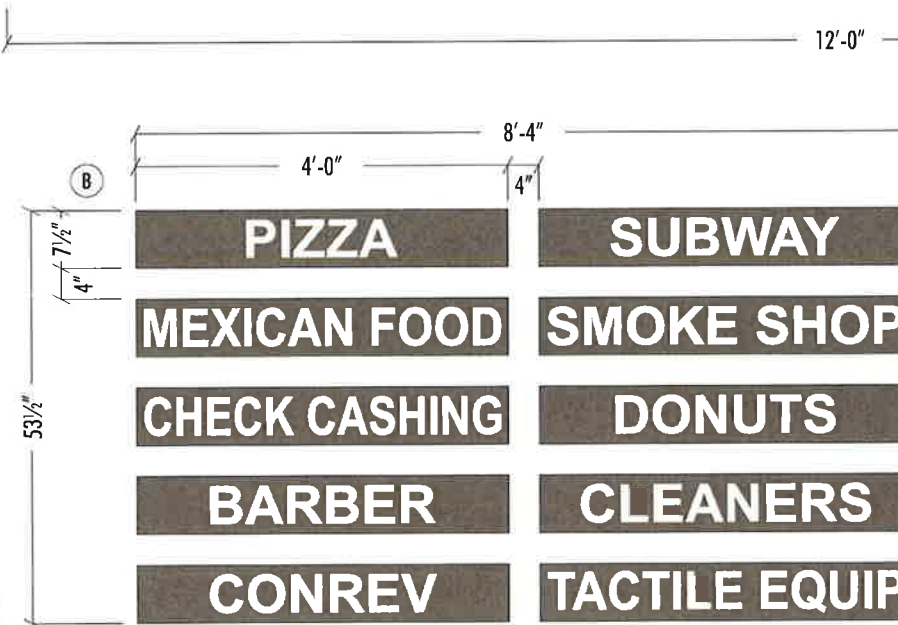 12'-0"
8'-4"
4'-0"
4"
B
7½"
4"
53½"
PIZZA SUBWAY
MEXICAN FOOD SMOKE SHOP
CHECK CASHING DONUTS
BARBER CLEANERS
CONREV TACTILE EQUIP